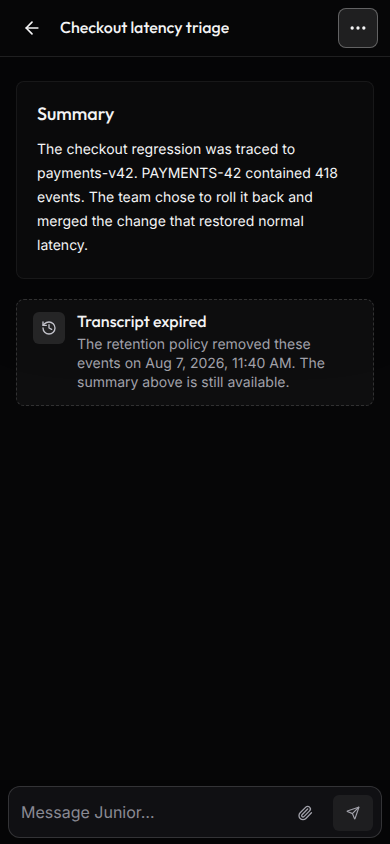 Checkout latency triage
Summary
The checkout regression was traced to
payments-v42. PAYMENTS-42 contained 418
events. The team chose to roll it back and
merged the change that restored normal
latency.
Transcript expired
The retention policy removed these
events on Aug 7, 2026, 11:40 AM. The
summary above is still available.
Message Junior...